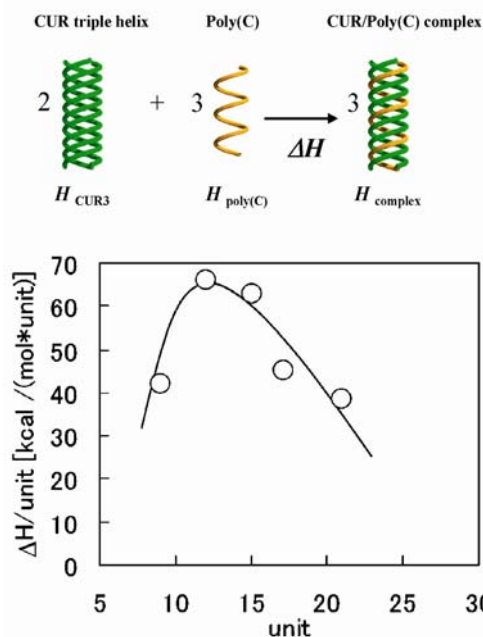 CUR triple helix Poly(C) CUR/Poly(C) complex
2 + 3 3
ΔH
H CUR3 H poly(C) H complex
ΔH/unit [kcal /(mol*unit)]
70
60
50
40
30
20
10
0
5 10 15 20 25 30
unit